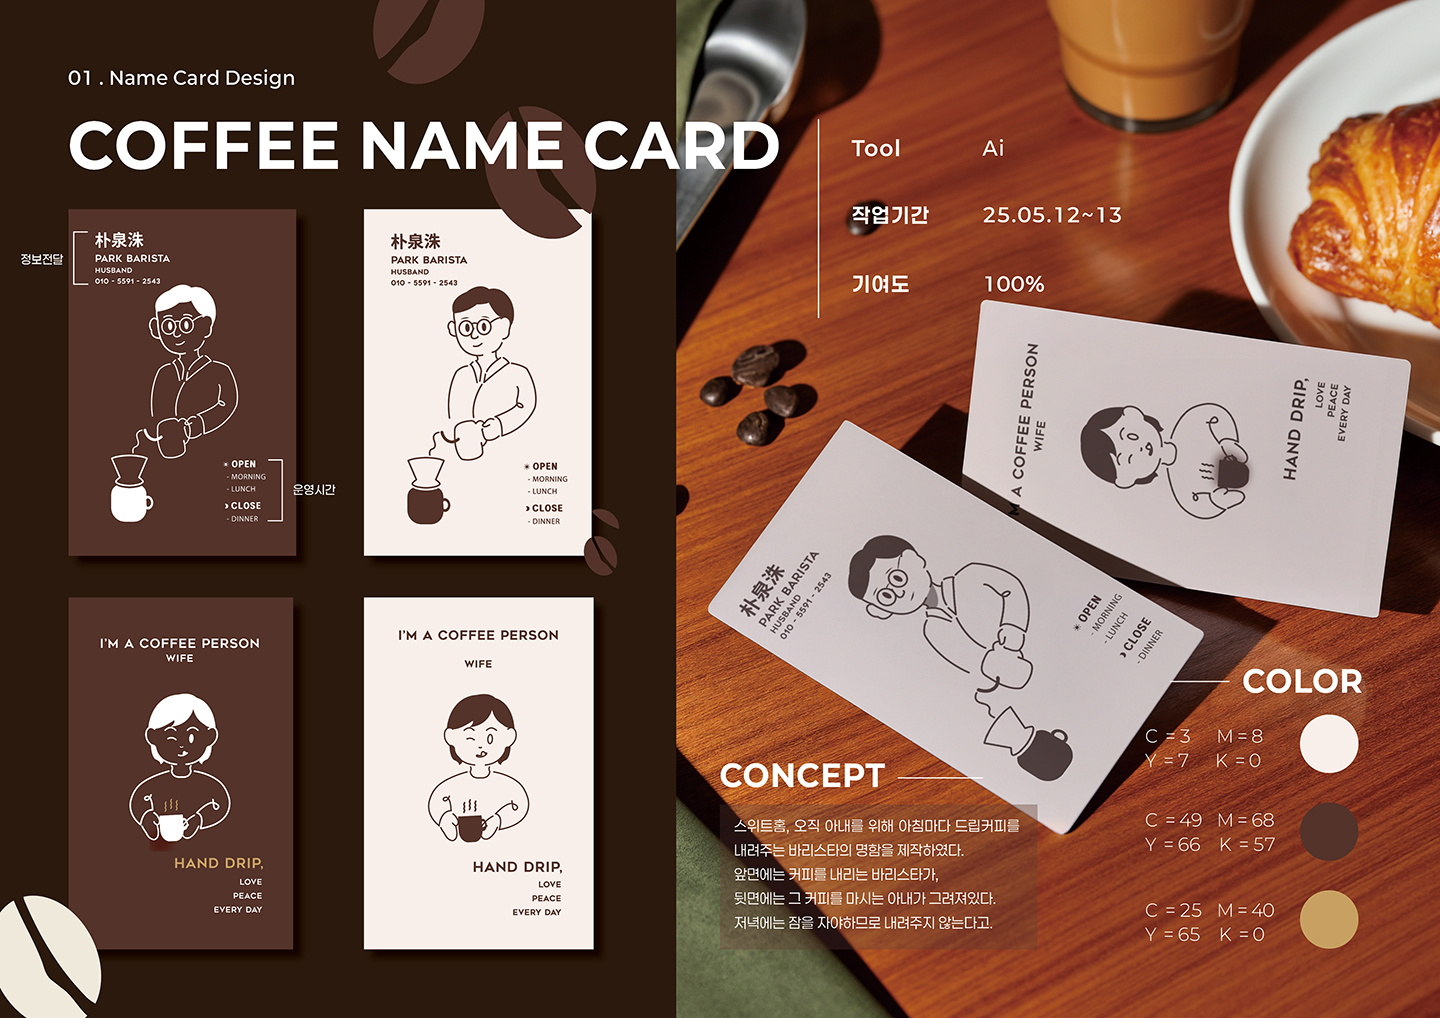 01 . Name Card Design
COFFEE NAME CARD
정보전달
朴泉洙
PARK BARISTA
HUSBAND
010 - 5591 - 2543
* OPEN
- MORNING
- LUNCH
CLOSE
- DINNER
운영시간
朴泉洙
PARK BARISTA
HUSBAND
010 - 5591 - 2543
* OPEN
- MORNING
- LUNCH
CLOSE
- DINNER
I'M A COFFEE PERSON
WIFE
HAND DRIP,
LOVE
PEACE
EVERY DAY
I'M A COFFEE PERSON
WIFE
HAND DRIP,
LOVE
PEACE
EVERY DAY
Tool Ai
작업기간 25.05.12~13
기여도 100%
I'M A COFFEE PERSON
WIFE
HAND DRIP,
LOVE
PEACE
EVERY DAY
朴泉洙
PARK BARISTA
HUSBAND
010 - 5591 - 2543
* OPEN
- MORNING
- LUNCH
CLOSE
- DINNER
CONCEPT
스위트홈, 오직 아내를 위해 아침마다 드립커피를
내려주는 바리스타의 명함을 제작하였다.
앞면에는 커피를 내리는 바리스타가,
뒷면에는 그 커피를 마시는 아내가 그려져있다.
저녁에는 잠을 자야하므로 내려주지 않는다고.
COLOR
C = 3 M = 8
Y = 7 K = 0
C = 49 M = 68
Y = 66 K = 57
C = 25 M = 40
Y = 65 K = 0